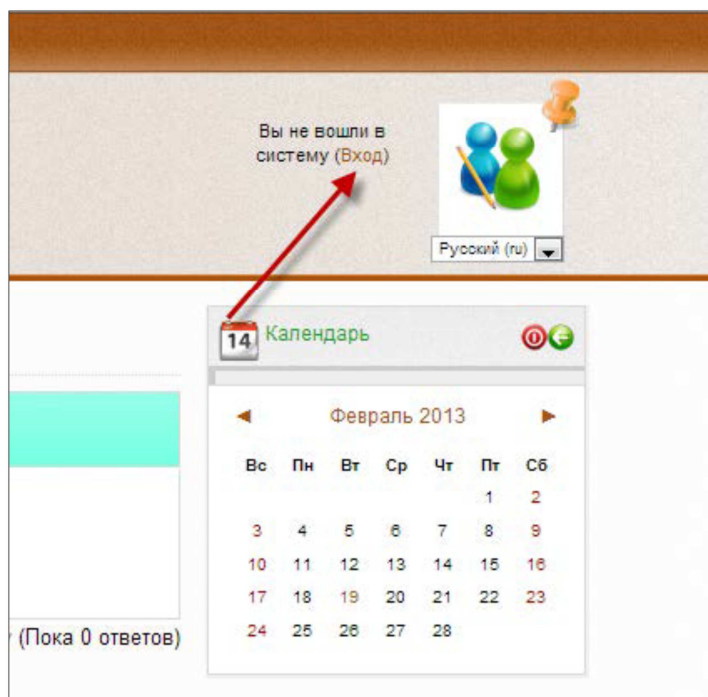 Вы не вошли в
систему (Вход)
Русский (ru)
14 Календарь
Февраль 2013
Вс Пн Вт Ср Чт Пт Сб
1 2
3 4 5 6 7 8 9
10 11 12 13 14 15 16
17 18 19 20 21 22 23
24 25 26 27 28
(Пока 0 ответов)